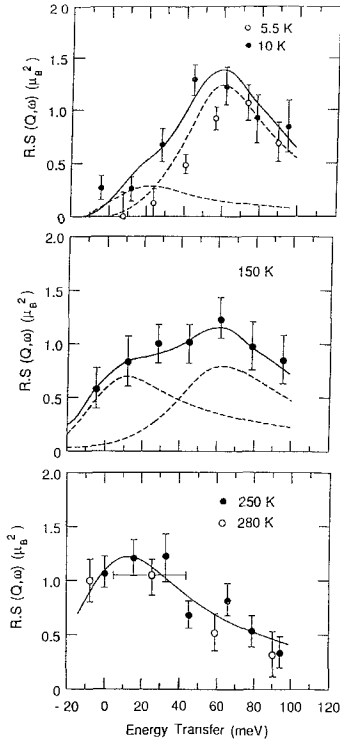 2.0
○ 5.5 K
● 10 K
1.5
1.0
0.5
0
R.S (Q,ω) (μB²)
2.0
150 K
1.5
1.0
0.5
0.0
R.S (Q,ω) (μB²)
2.0
● 250 K
○ 280 K
1.5
1.0
0.5
0.0
R.S (Q,ω) (μB²)
-20 0 20 40 60 80 100 120
Energy Transfer (meV)